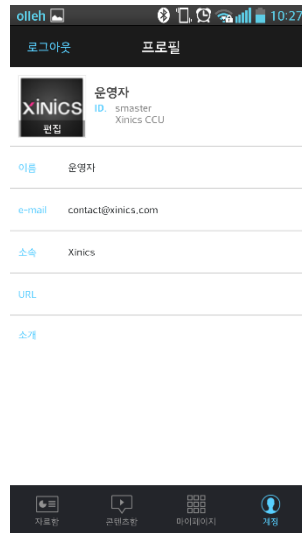 olleh 10:27
로그아웃 프로필
XINICS
편집
운영자
ID. smaster
Xinics CCU
이름 운영자
e-mail contact@xinics.com
소속 Xinics
URL
소개
자료함 콘텐츠함 마이페이지 계정